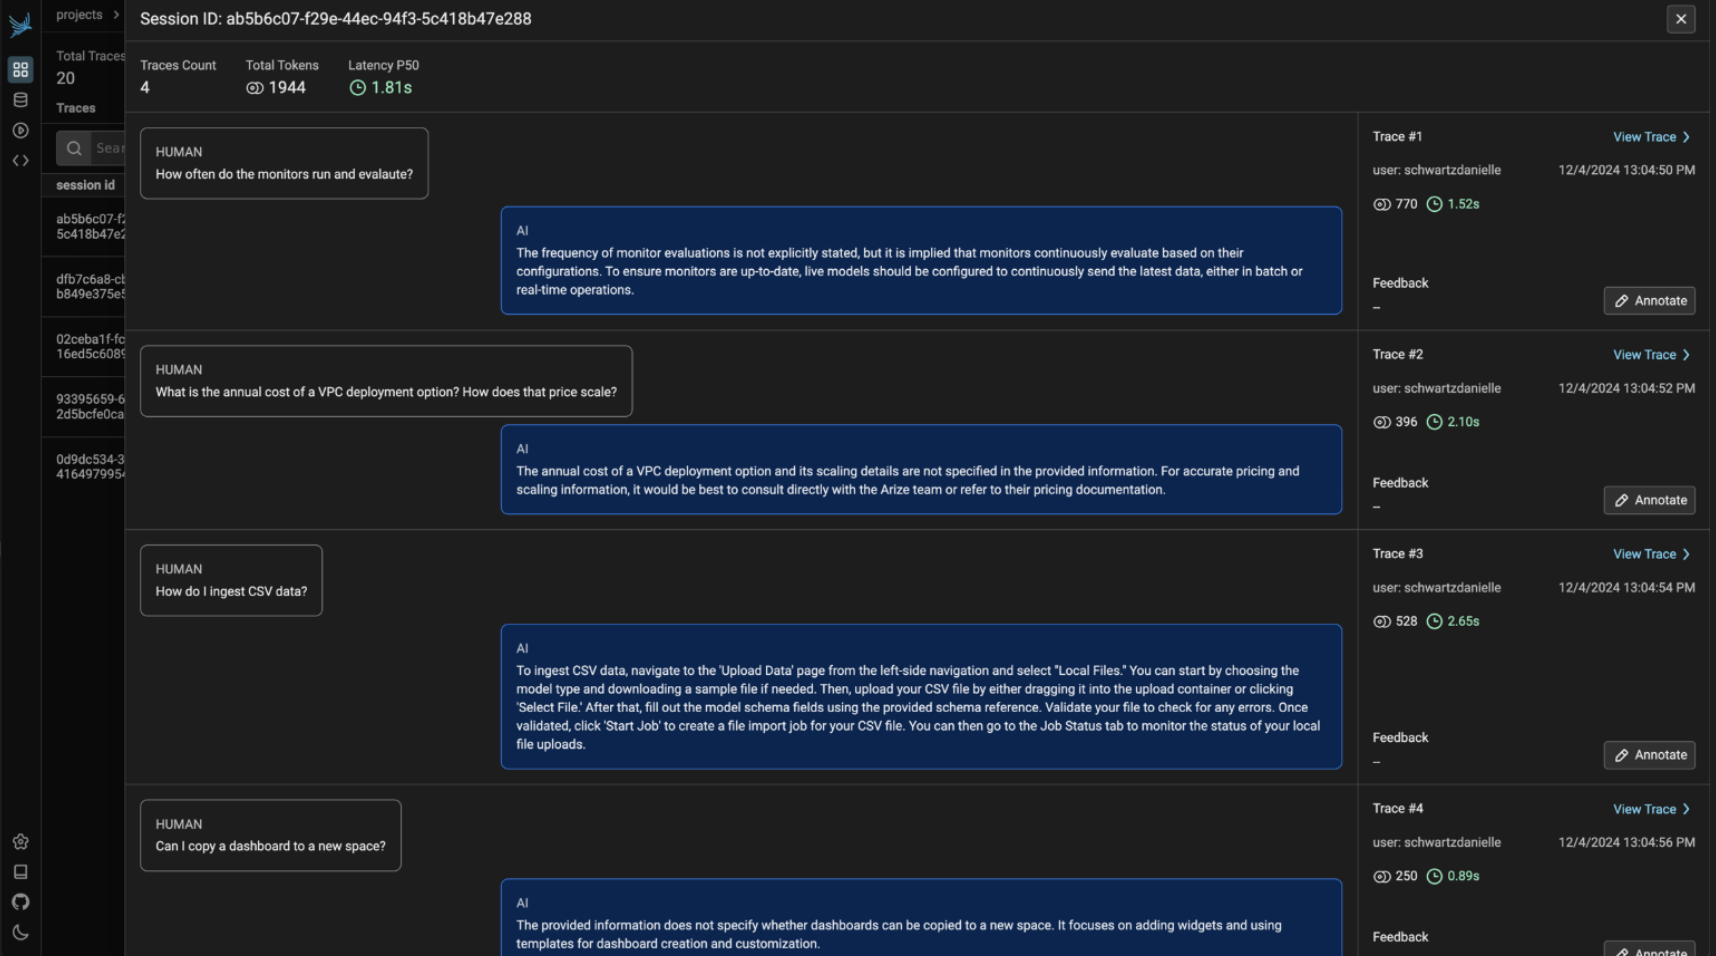 projects
Session ID: ab5b6c07-f29e-44ec-94f3-5c418b47e288
Total Traces
20
Traces
session id
ab5b6c07-f2
5c418b47e2
dfb7c6a8-cb
b849e375e5
02ceba1f-fc
16ed5c6089
93395659-6
2d5bcfe0ca
0d9dc534-3
4164979954
Traces Count
4
Total Tokens
1944
Latency P50
1.81s
HUMAN
How often do the monitors run and evalaute?
AI
The frequency of monitor evaluations is not explicitly stated, but it is implied that monitors continuously evaluate based on their
configurations. To ensure monitors are up-to-date, live models should be configured to continuously send the latest data, either in batch or
real-time operations.
Trace #1
View Trace
user: schwartzdanielle
12/4/2024 13:04:50 PM
770 1.52s
Feedback
--
Annotate
HUMAN
What is the annual cost of a VPC deployment option? How does that price scale?
AI
The annual cost of a VPC deployment option and its scaling details are not specified in the provided information. For accurate pricing and
scaling information, it would be best to consult directly with the Arize team or refer to their pricing documentation.
Trace #2
View Trace
user: schwartzdanielle
12/4/2024 13:04:52 PM
396 2.10s
Feedback
--
Annotate
HUMAN
How do I ingest CSV data?
AI
To ingest CSV data, navigate to the 'Upload Data' page from the left-side navigation and select "Local Files." You can start by choosing the
model type and downloading a sample file if needed. Then, upload your CSV file by either dragging it into the upload container or clicking
'Select File.' After that, fill out the model schema fields using the provided schema reference. Validate your file to check for any errors. Once
validated, click 'Start Job' to create a file import job for your CSV file. You can then go to the Job Status tab to monitor the status of your local
file uploads.
Trace #3
View Trace
user: schwartzdanielle
12/4/2024 13:04:54 PM
528 2.65s
Feedback
--
Annotate
HUMAN
Can I copy a dashboard to a new space?
AI
The provided information does not specify whether dashboards can be copied to a new space. It focuses on adding widgets and using
templates for dashboard creation and customization.
Trace #4
View Trace
user: schwartzdanielle
12/4/2024 13:04:56 PM
250 0.89s
Feedback
Annotate